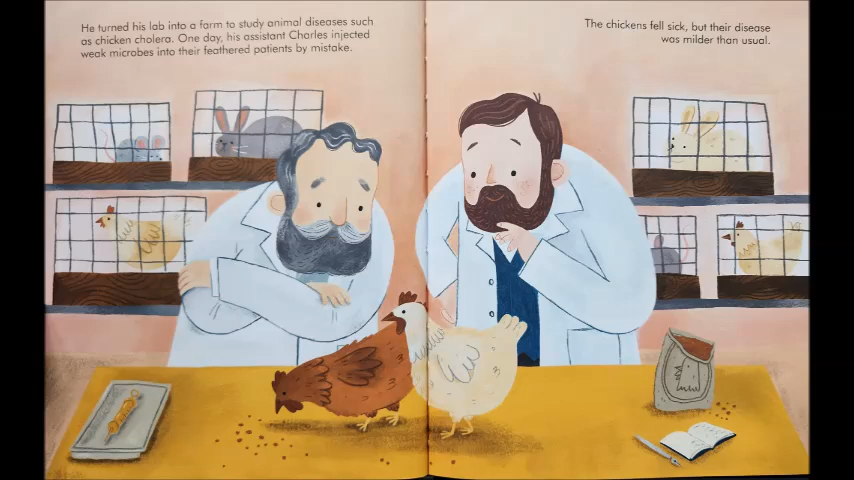 He turned his lab into a farm to study animal diseases such
as chicken cholera. One day, his assistant Charles injected
weak microbes into their feathered patients by mistake.
The chickens fell sick, but their disease
was milder than usual.